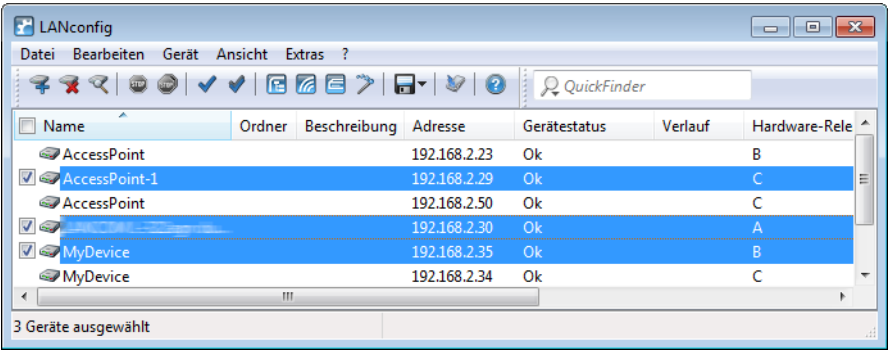 LANconfig
Datei Bearbeiten Gerät Ansicht Extras ?
QuickFinder
Name Ordner Beschreibung Adresse Gerätestatus Verlauf Hardware-Rele
AccessPoint 192.168.2.23 Ok B
AccessPoint-1 192.168.2.29 Ok C
AccessPoint 192.168.2.50 Ok C
192.168.2.30 Ok A
MyDevice 192.168.2.35 Ok B
MyDevice 192.168.2.34 Ok C
3 Geräte ausgewählt